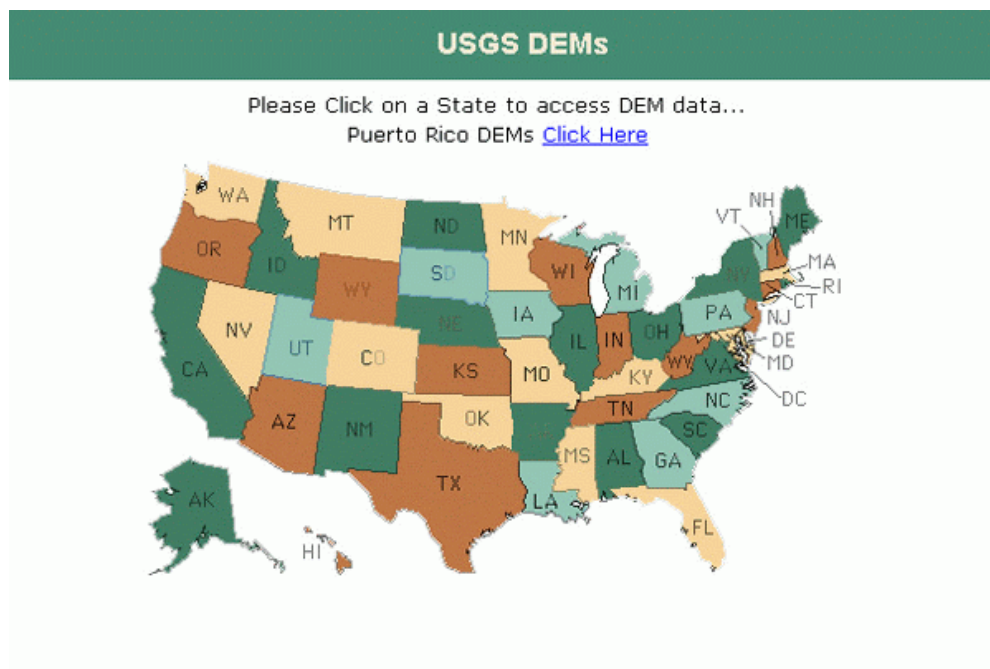 USGS DEMs
Please Click on a State to access DEM data...
Puerto Rico DEMs Click Here
WA
MT
ND
MN
OR
ID
WY
SD
WI
MI
VT
NH
ME
NY
MA
RI
CT
NV
UT
CO
NE
IA
IL
IN
OH
PA
NJ
DE
MD
DC
CA
AZ
NM
KS
MO
KY
WV
VA
NC
TN
OK
SC
TX
LA
MS
AL
GA
FL
AK
HI